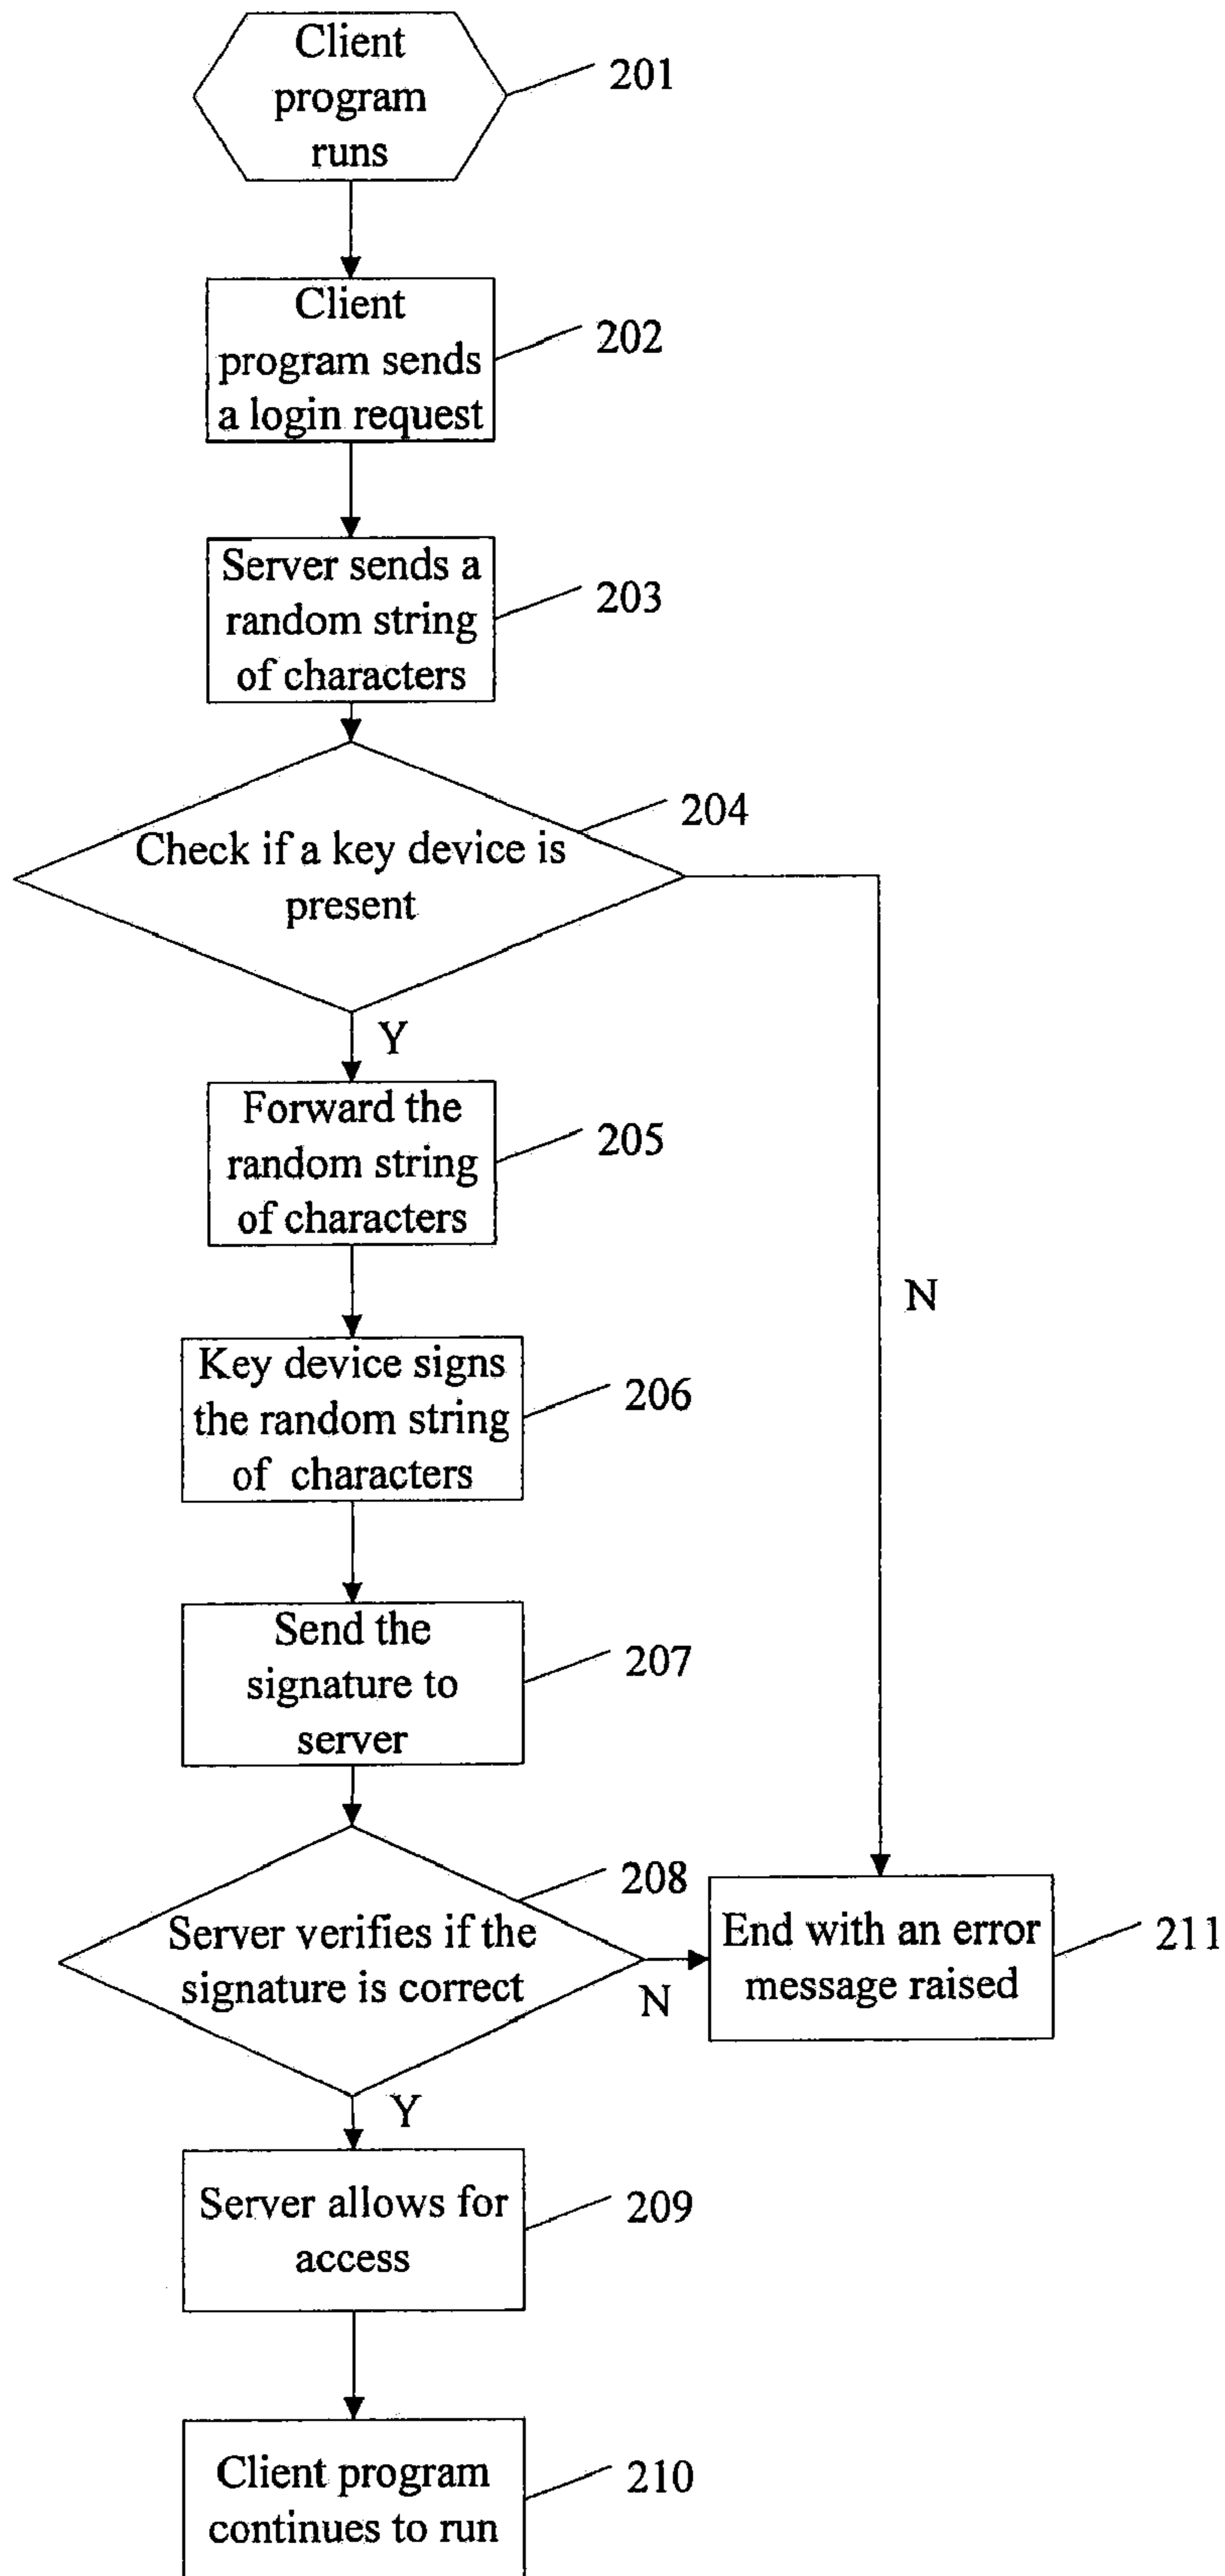 Client
program
runs
201
Client
program sends
a login request
202
Server sends a
random string
of characters
203
Check if a key device is
present
204
Y
Forward the
random string
of characters
205
N
Key device signs
the random string
of characters
206
Send the
signature to
server
207
Server verifies if the
signature is correct
208
N
End with an error
message raised
211
Y
Server allows for
access
209
Client program
continues to run
210